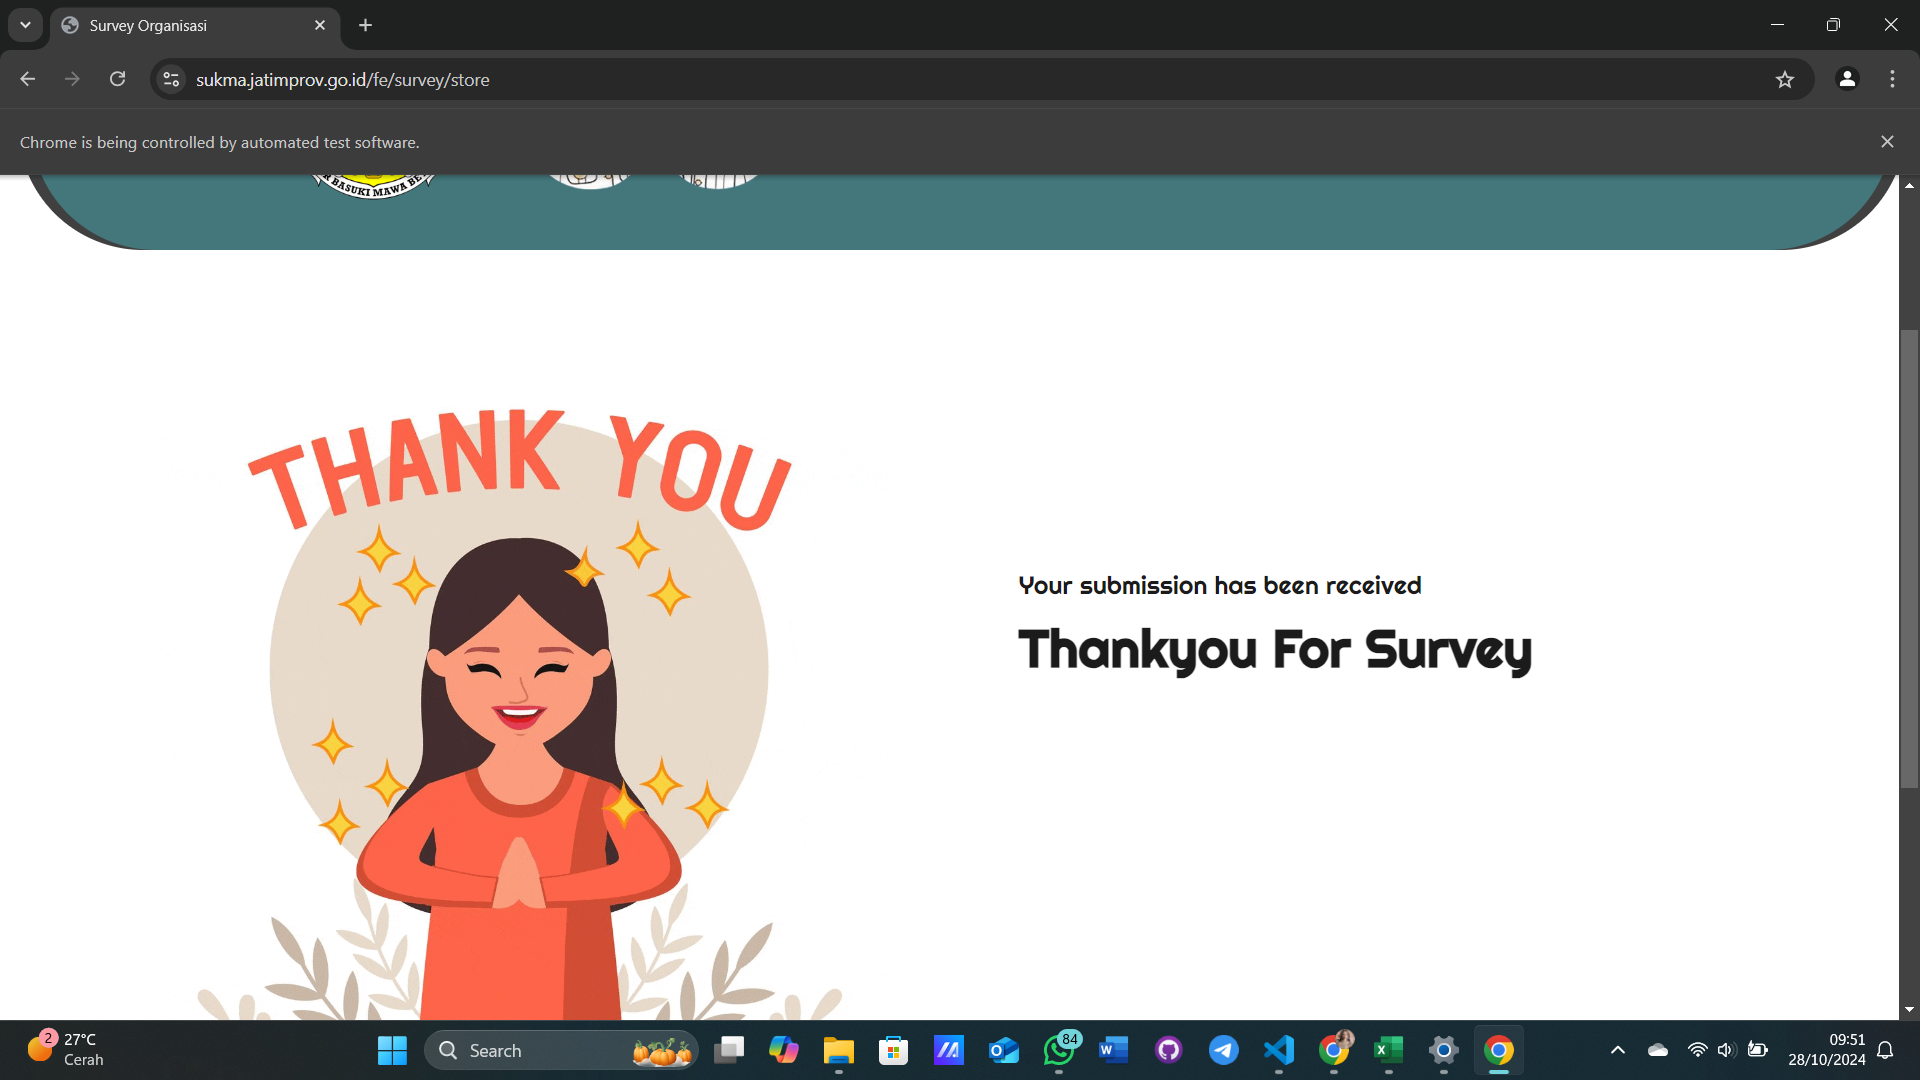 Survey Organisasi
sukma.jatimprov.go.id/fe/survey/store
Chrome is being controlled by automated test software.
R BASUKI MAWA BE
THANK YOU
Your submission has been received
Thankyou For Survey
2
27°C
Cerah
Search
84
09:51
28/10/2024